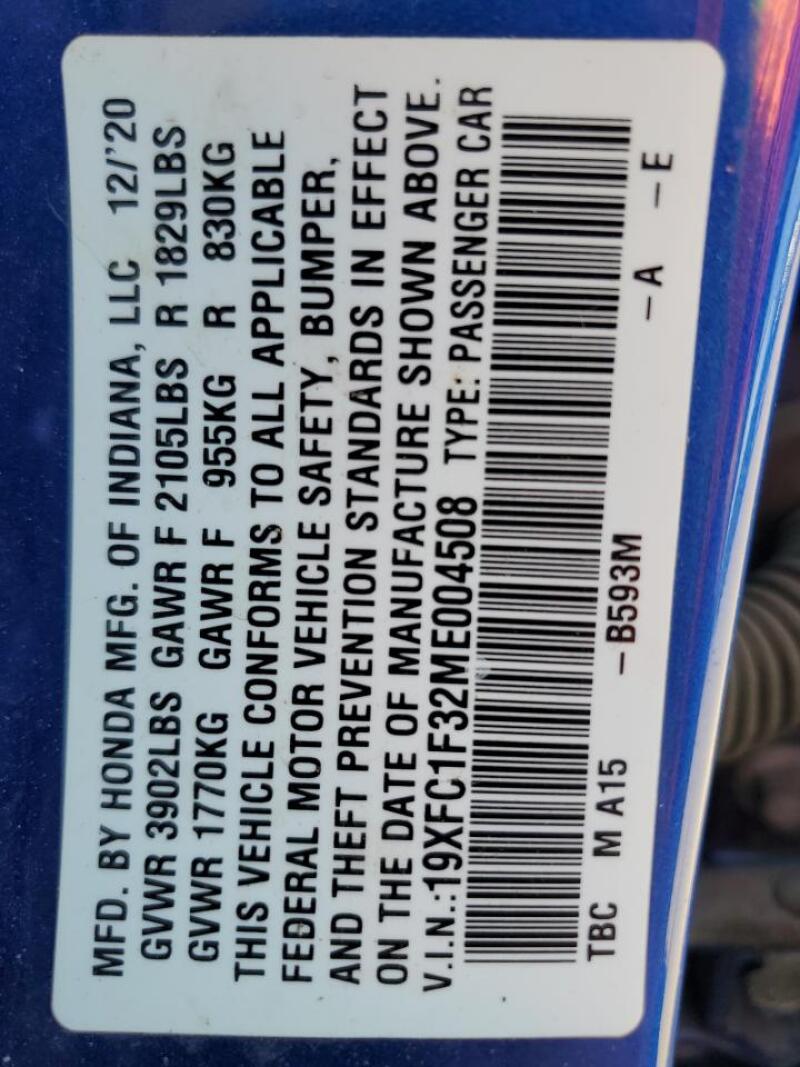 MFD. BY HONDA MFG. OF INDIANA, LLC 12/'20
GVWR 3902LBS GAWR F 2105LBS R 1829LBS
GVWR 1770KG GAWR F 955KG R 830KG
THIS VEHICLE CONFORMS TO ALL APPLICABLE
FEDERAL MOTOR VEHICLE SAFETY, BUMPER,
AND THEFT PREVENTION STANDARDS IN EFFECT
ON THE DATE OF MANUFACTURE SHOWN ABOVE.
V.I.N.:19XFC1F32ME004508 TYPE: PASSENGER CAR
TBC M A15 -B593M -A -E